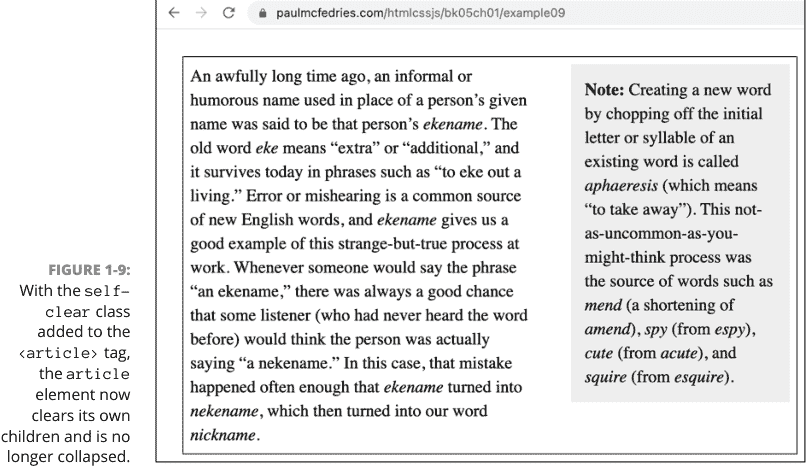 paulmcfedries.com/htmlcssjs/bk05ch01/example09
An awfully long time ago, an informal or
humorous name used in place of a person’s given
name was said to be that person’s ekename. The
old word eke means “extra” or “additional,” and
it survives today in phrases such as “to eke out a
living.” Error or mishearing is a common source
of new English words, and ekename gives us a
good example of this strange-but-true process at
work. Whenever someone would say the phrase
“an ekename,” there was always a good chance
that some listener (who had never heard the word
before) would think the person was actually
saying “a nekename.” In this case, that mistake
happened often enough that ekename turned into
nekename, which then turned into our word
nickname.
Note: Creating a new word
by chopping off the initial
letter or syllable of an
existing word is called
aphaeresis (which means
“to take away”). This not-
as-uncommon-as-you-
might-think process was
the source of words such as
mend (a shortening of
amend), spy (from espy),
cute (from acute), and
squire (from esquire).
FIGURE 1-9:
With the self-
clear class
added to the
<article> tag,
the article
element now
clears its own
children and is no
longer collapsed.